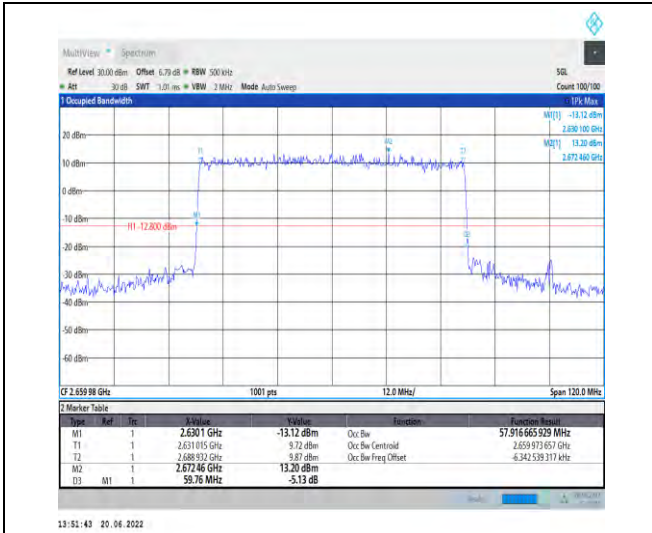 MultiView Spectrum
Ref Level 30.00 dBm Offset 6.79 dB RBW 500 kHz SGL
Att 30 dB SWT 1.01 ms VBW 2 MHz Mode Auto Sweep Count 100/100
1 Occupied Bandwidth 1Pk Max
M1[1] -13.12 dBm
2.630 100 GHz
M2[1] 13.20 dBm
2.672 460 GHz
20 dBm
T1 M2 T2
10 dBm
0 dBm
-10 dBm
M1
H1 -12.800 dBm
D3
-20 dBm
-30 dBm
-40 dBm
-50 dBm
-60 dBm
CF 2.659 98 GHz 1001 pts 12.0 MHz/ Span 120.0 MHz
2 Marker Table
Type Ref Trc X-Value Y-Value Function Function Result
M1 1 2.6301 GHz -13.12 dBm Occ Bw 57.916 665 929 MHz
T1 1 2.631 015 GHz 9.72 dBm Occ Bw Centroid 2.659 973 657 GHz
T2 1 2.688 932 GHz 9.87 dBm Occ Bw Freq Offset -6.342 539 317 kHz
M2 1 2.672 46 GHz 13.20 dBm
D3 M1 1 59.76 MHz -5.13 dB
13:51:43 20.06.2022